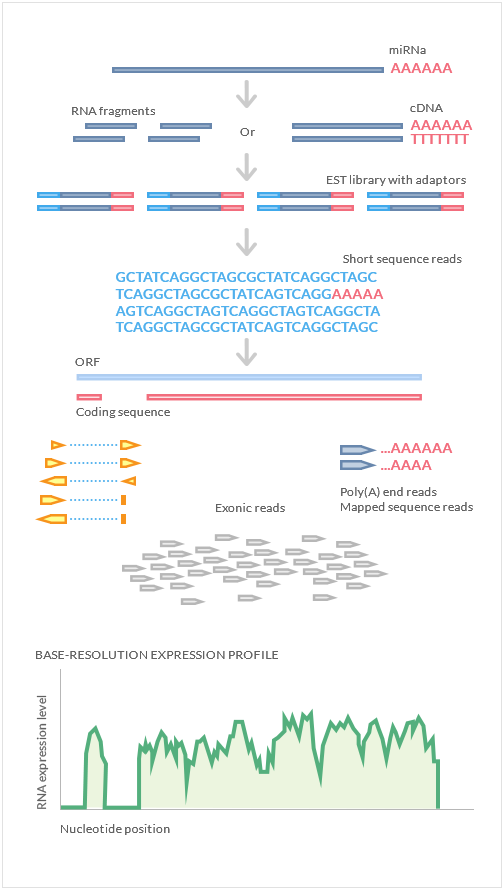 miRNa
AAAAAA
RNA fragments
Or
cDNA
AAAAAA
TTTTTTT
EST library with adaptors
Short sequence reads
GCTATCAGGCTAGCGCTATCAGGCTAGC
TCAGGCTAGCGCTATCAGTCAGGAAAAA
AGTCAGGCTAGTCAGGCTAGTCAGGCTA
TCAGGCTAGCGCTATCAGTCAGGCTAGC
ORF
Coding sequence
...AAAAAA
...AAAA
Poly(A) end reads
Mapped sequence reads
Exonic reads
BASE-RESOLUTION EXPRESSION PROFILE
RNA expression level
Nucleotide position